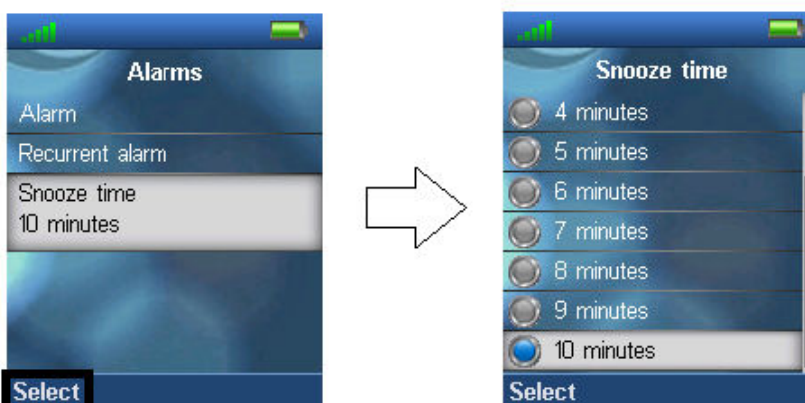 Alarms
Alarm
Recurrent alarm
Snooze time
10 minutes
Select
Snooze time
4 minutes
5 minutes
6 minutes
7 minutes
8 minutes
9 minutes
10 minutes
Select